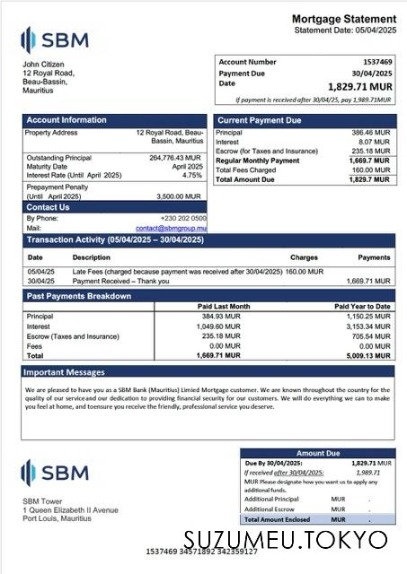 Mortgage Statement
Statement Date: 05/04/2025
SBM
John Citizen
12 Royal Road,
Beau-Bassin,
Mauritius
Account Number 1537469
Payment Due 30/04/2025
Date 1,829.71 MUR
if payment is received after 30/04/25, pay 1,989.71MUR
Account Information
Property Address 12 Royal Road, Beau-
Bassin, Mauritius
Outstanding Principal 264,776.43 MUR
Maturity Date April 2025
Interest Rate (Until April 2025) 4.75%
Prepayment Penalty
(Until April 2025) 3,500.00 MUR
Contact Us
By Phone: +230 202 0500
Mail: contact@sbmgroup.mu
Current Payment Due
Principal 386.46 MUR
Interest 8.07 MUR
Escrow (for Taxes and Insurance) 235.18 MUR
Regular Monthly Payment 1,669.7 MUR
Total Fees Charged 160.00 MUR
Total Amount Due 1,829.7 MUR
Transaction Activity (05/04/2025 – 30/04/2025)
Date Description Charges Payments
05/04/25 Late Fees (charged because payment was received after 30/04/2025) 160.00 MUR
30/04/25 Payment Received – Thank you 1,669.71 MUR
Past Payments Breakdown
Paid Last Month Paid Year to Date
Principal 384.93 MUR 1,150.25 MUR
Interest 1,049.60 MUR 3,153.34 MUR
Escrow (Taxes and Insurance) 235.18 MUR 705.54 MUR
Fees 0.00 MUR 0.00 MUR
Total 1,669.71 MUR 5,009.13 MUR
Important Messages
We are pleased to have you as a SBM Bank (Mauritius) Limied Mortgage customer. We are known throughout the country for the
quality of our serviceand our dedication to providing financial security for our customers. We will do everything we can to make
you feel at home, and toensure you receive the friendly, professional service you deserve.
SBM
SBM Tower
1 Queen Elizabeth II Avenue
Port Louis, Mauritius
Amount Due
Due By 30/04/2025: 1,829.71 MUR
If received after 30/04/2025: 1,989.71
MUR Please designate how you want us to apply any
additional funds.
Additional Principal MUR .
Additional Escrow MUR .
Total Amount Enclosed MUR .
SUZUMEU.TOKYO
1537469 34571892 342359127